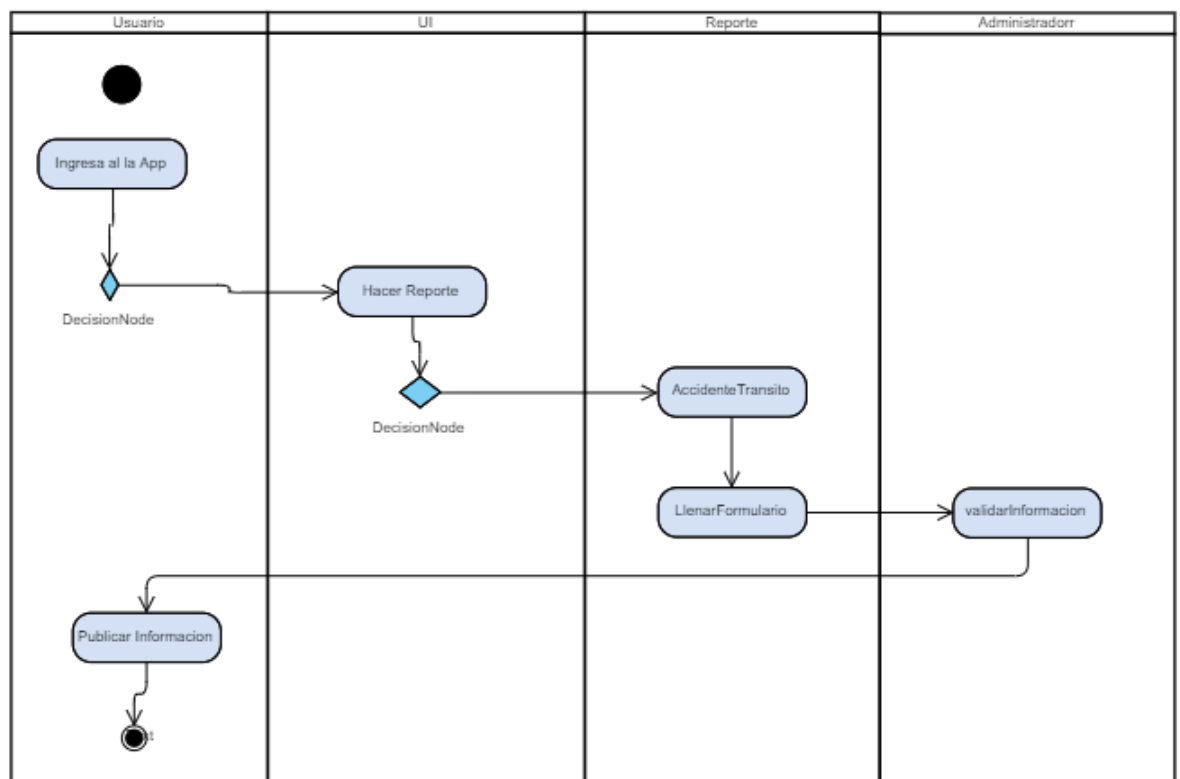 Usuario
UI
Reporte
Administradorr
Ingresa al la App
DecisionNode
Hacer Reporte
DecisionNode
AccidenteTransito
LlenarFormulario
validarInformacion
Publicar Informacion